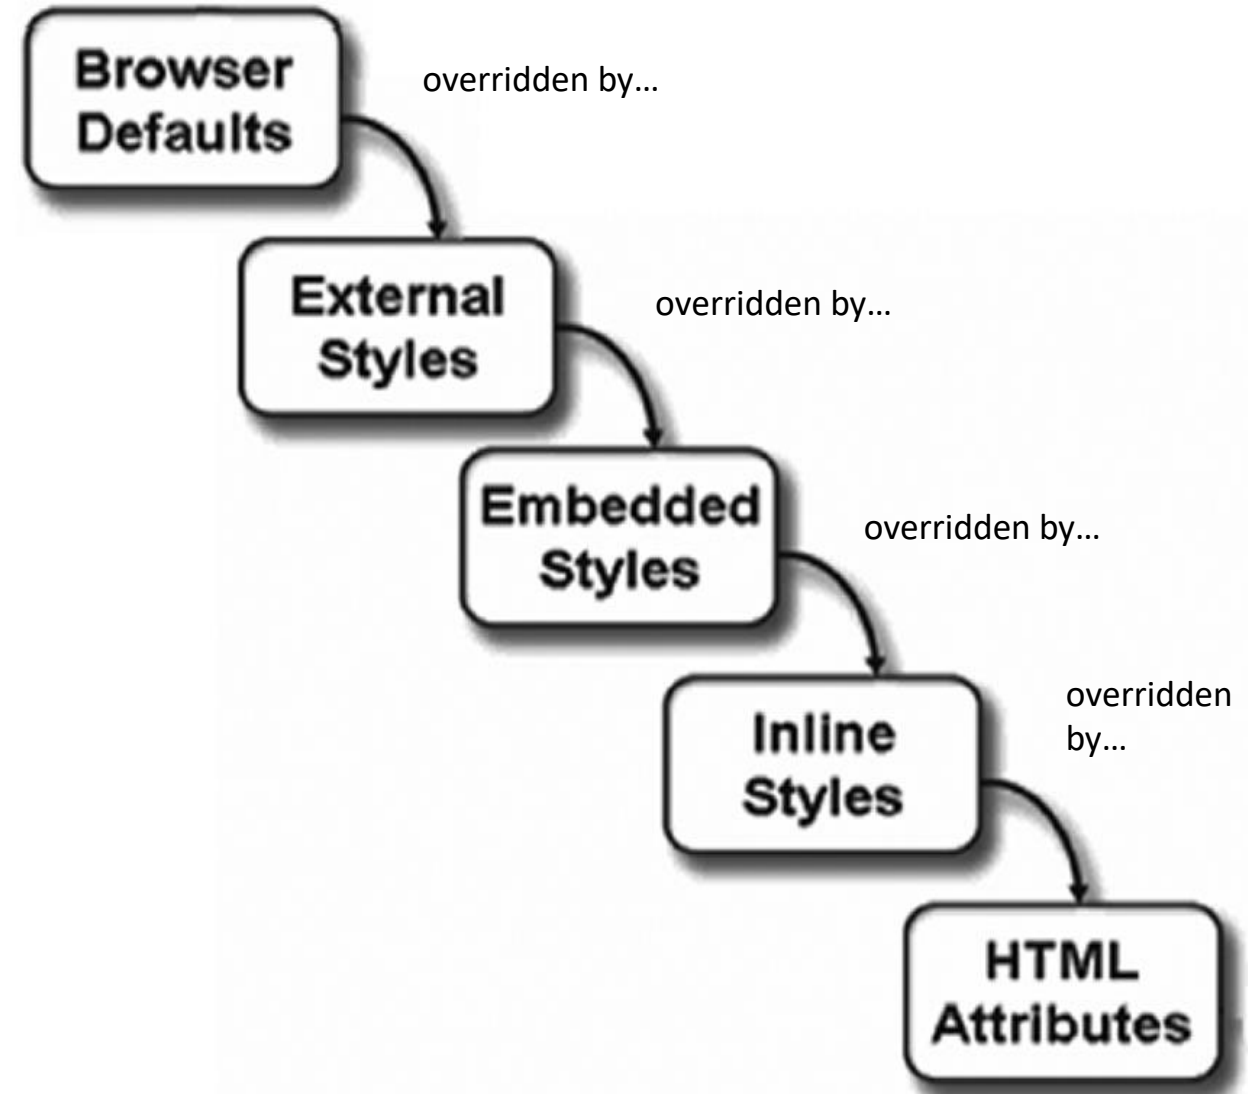 Browser
Defaults
overridden by…
External
Styles
overridden by…
Embedded
Styles
overridden by…
Inline
Styles
overridden
by…
HTML
Attributes